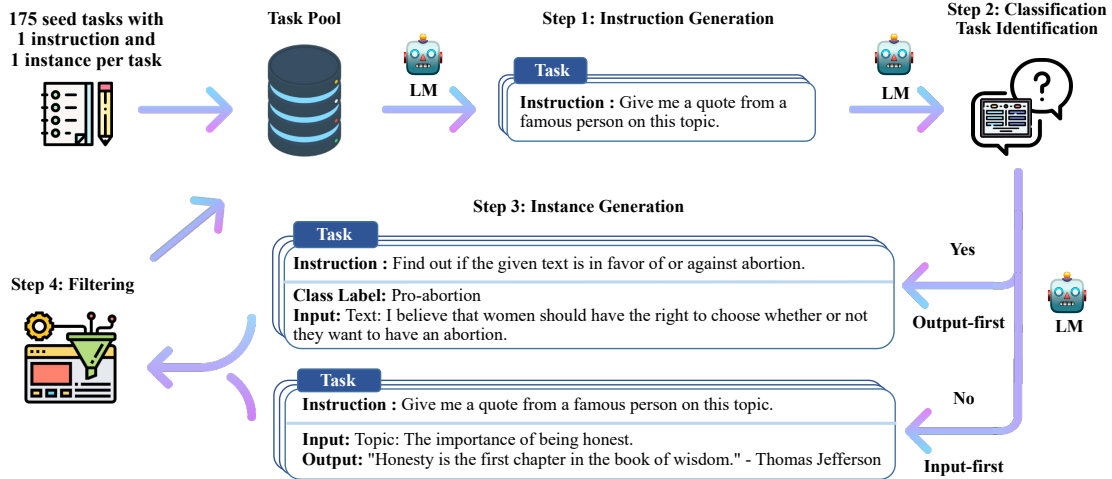 175 seed tasks with
1 instruction and
1 instance per task
Task Pool
Step 1: Instruction Generation
Step 2: Classification
Task Identification
LM
Task
Instruction : Give me a quote from a
famous person on this topic.
LM
?
Step 3: Instance Generation
Task
Instruction : Find out if the given text is in favor of or against abortion.
Class Label: Pro-abortion
Input: Text: I believe that women should have the right to choose whether or not
they want to have an abortion.
Yes
Output-first
LM
Step 4: Filtering
Task
Instruction : Give me a quote from a famous person on this topic.
Input: Topic: The importance of being honest.
Output: "Honesty is the first chapter in the book of wisdom." - Thomas Jefferson
No
Input-first